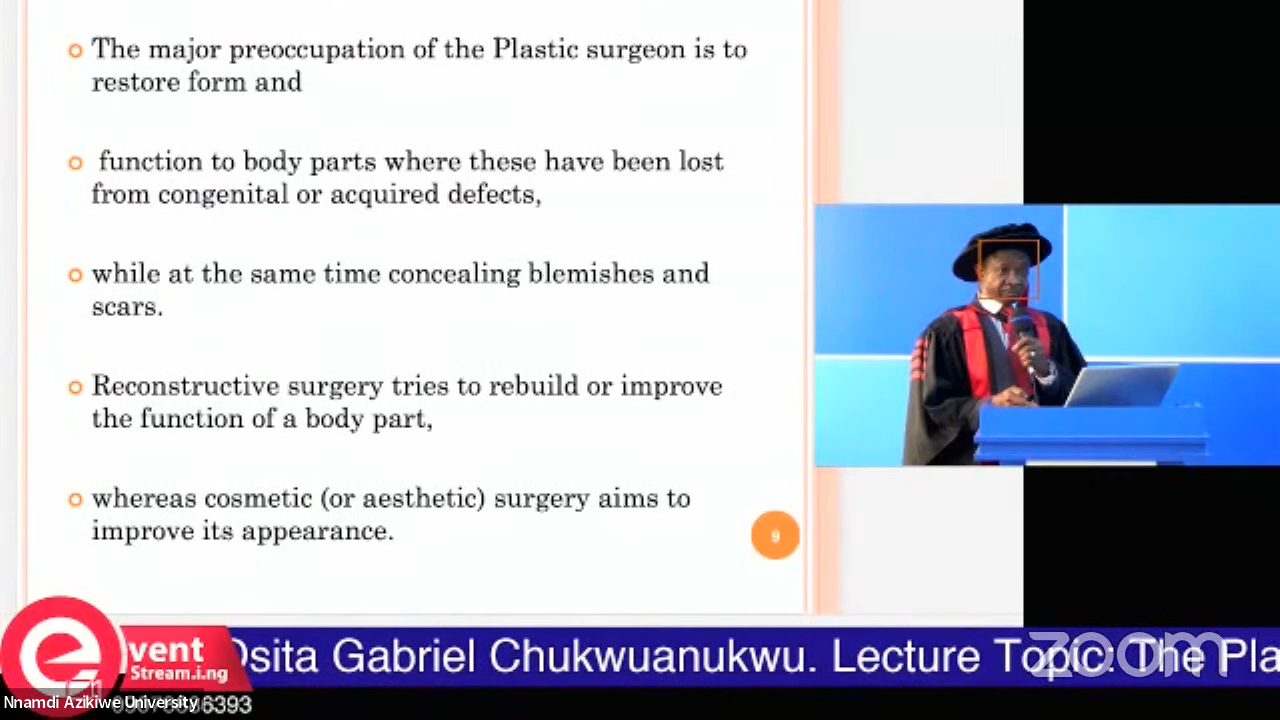 The major preoccupation of the Plastic surgeon is to
restore form and
function to body parts where these have been lost
from congenital or acquired defects,
while at the same time concealing blemishes and
scars.
Reconstructive surgery tries to rebuild or improve
the function of a body part,
whereas cosmetic (or aesthetic) surgery aims to
improve its appearance.
9
event
Stream.i.ng
Osita Gabriel Chukwuanukwu. Lecture Topic: The Pla
zoom
Nnamdi Azikiwe University